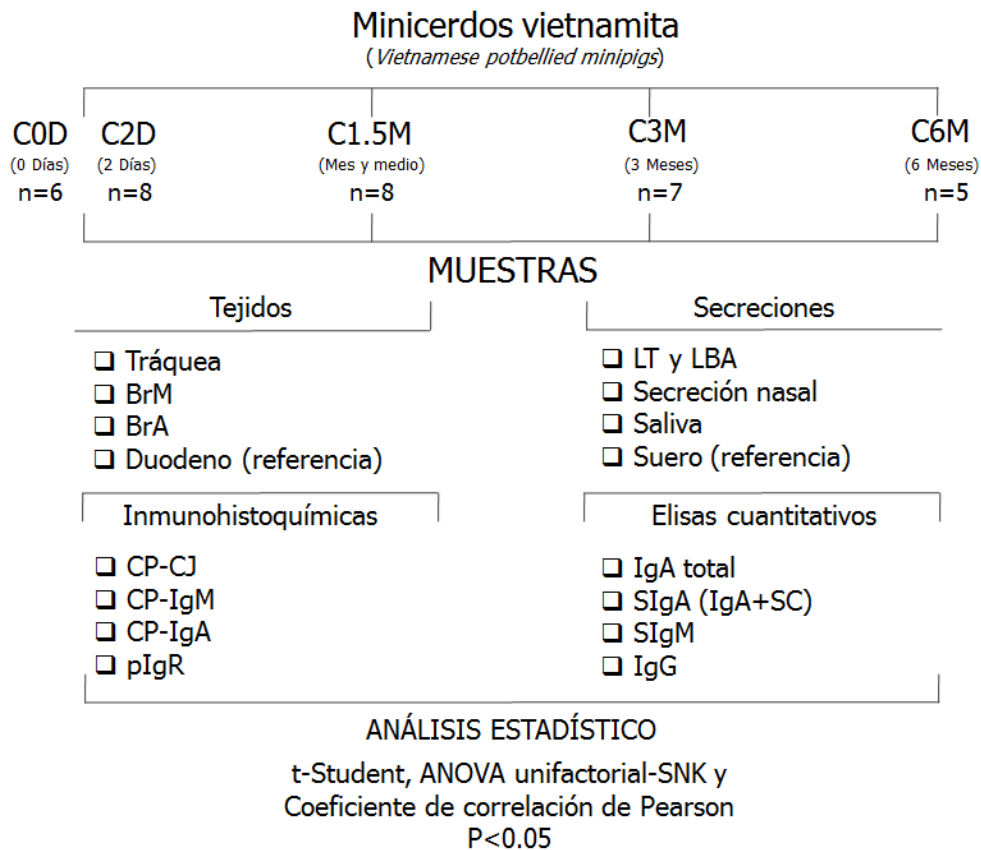 Minicerdos vietnamita
(Vietnamese potbellied minipigs)
C0D C2D C1.5M C3M C6M
(0 Días) (2 Días) (Mes y medio) (3 Meses) (6 Meses)
n=6 n=8 n=8 n=7 n=5
MUESTRAS
Tejidos
❑ Tráquea
❑ BrM
❑ BrA
❑ Duodeno (referencia)
Secreciones
❑ LT y LBA
❑ Secreción nasal
❑ Saliva
❑ Suero (referencia)
Inmunohistoquímicas
❑ CP-CJ
❑ CP-IgM
❑ CP-IgA
❑ pIgR
Elisas cuantitativos
❑ IgA total
❑ SIgA (IgA+SC)
❑ SIgM
❑ IgG
ANÁLISIS ESTADÍSTICO
t-Student, ANOVA unifactorial-SNK y
Coeficiente de correlación de Pearson
P<0.05